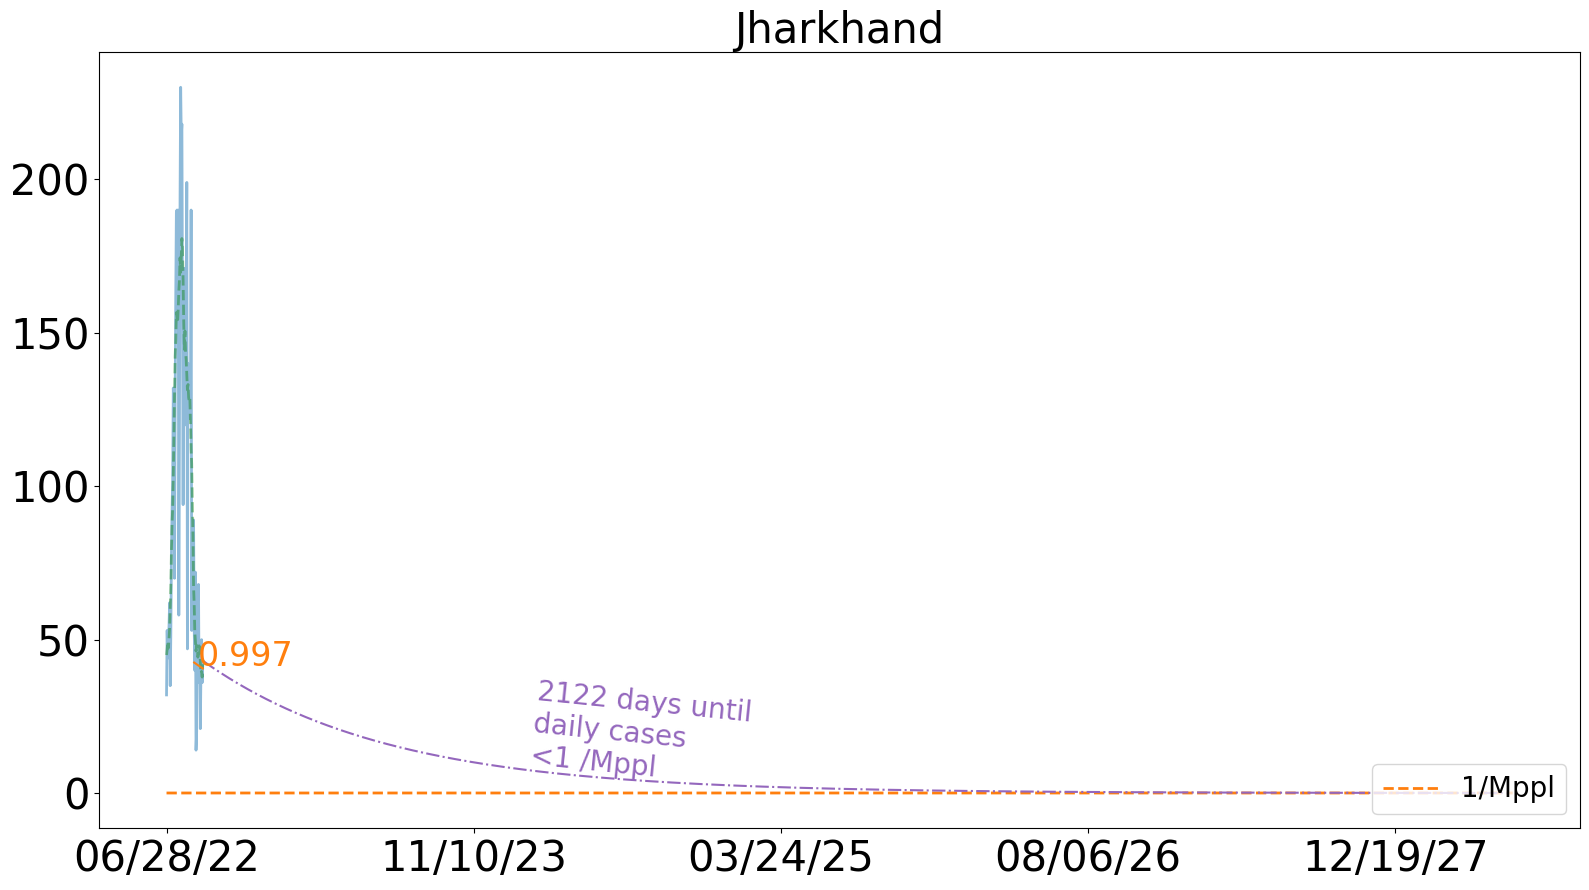 Jharkhand
200
150
100
50
0
0.997
2122 days until
daily cases
<1 /Mppl
1/Mppl
06/28/22
11/10/23
03/24/25
08/06/26
12/19/27